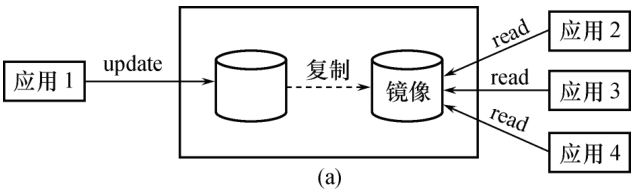 应用 1
update
复制
镜像
read
应用 2
read
应用 3
read
应用 4
(a)